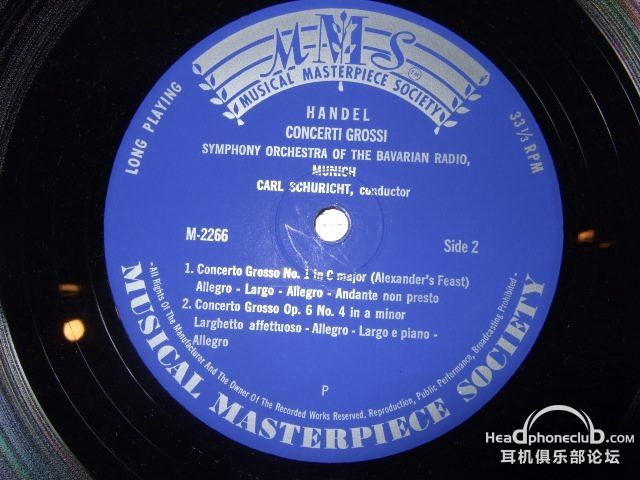 MMS
MUSICAL MASTERPIECE SOCIETY
LONG PLAYING
33 1/3 RPM
HANDEL
CONCERTI GROSSI
SYMPHONY ORCHESTRA OF THE BAVARIAN RADIO,
MUNICH
CARL SCHURICHT, conductor
M-2266
Side 2
1. Concerto Grosso No. 1 in C major (Alexander's Feast)
Allegro - Largo - Allegro - Andante non presto
2. Concerto Grosso Op. 6 No. 4 in a minor
Larghetto affettuoso - Allegro - Largo e piano -
Allegro
P
- All Rights Of The Manufacturer And The Owner Of The Recorded Works Reserved. Reproduction, Public Performance, Broadcasting Prohibited -
MUSICAL MASTERPIECE SOCIETY
Headphoneclub.com
耳机俱乐部论坛